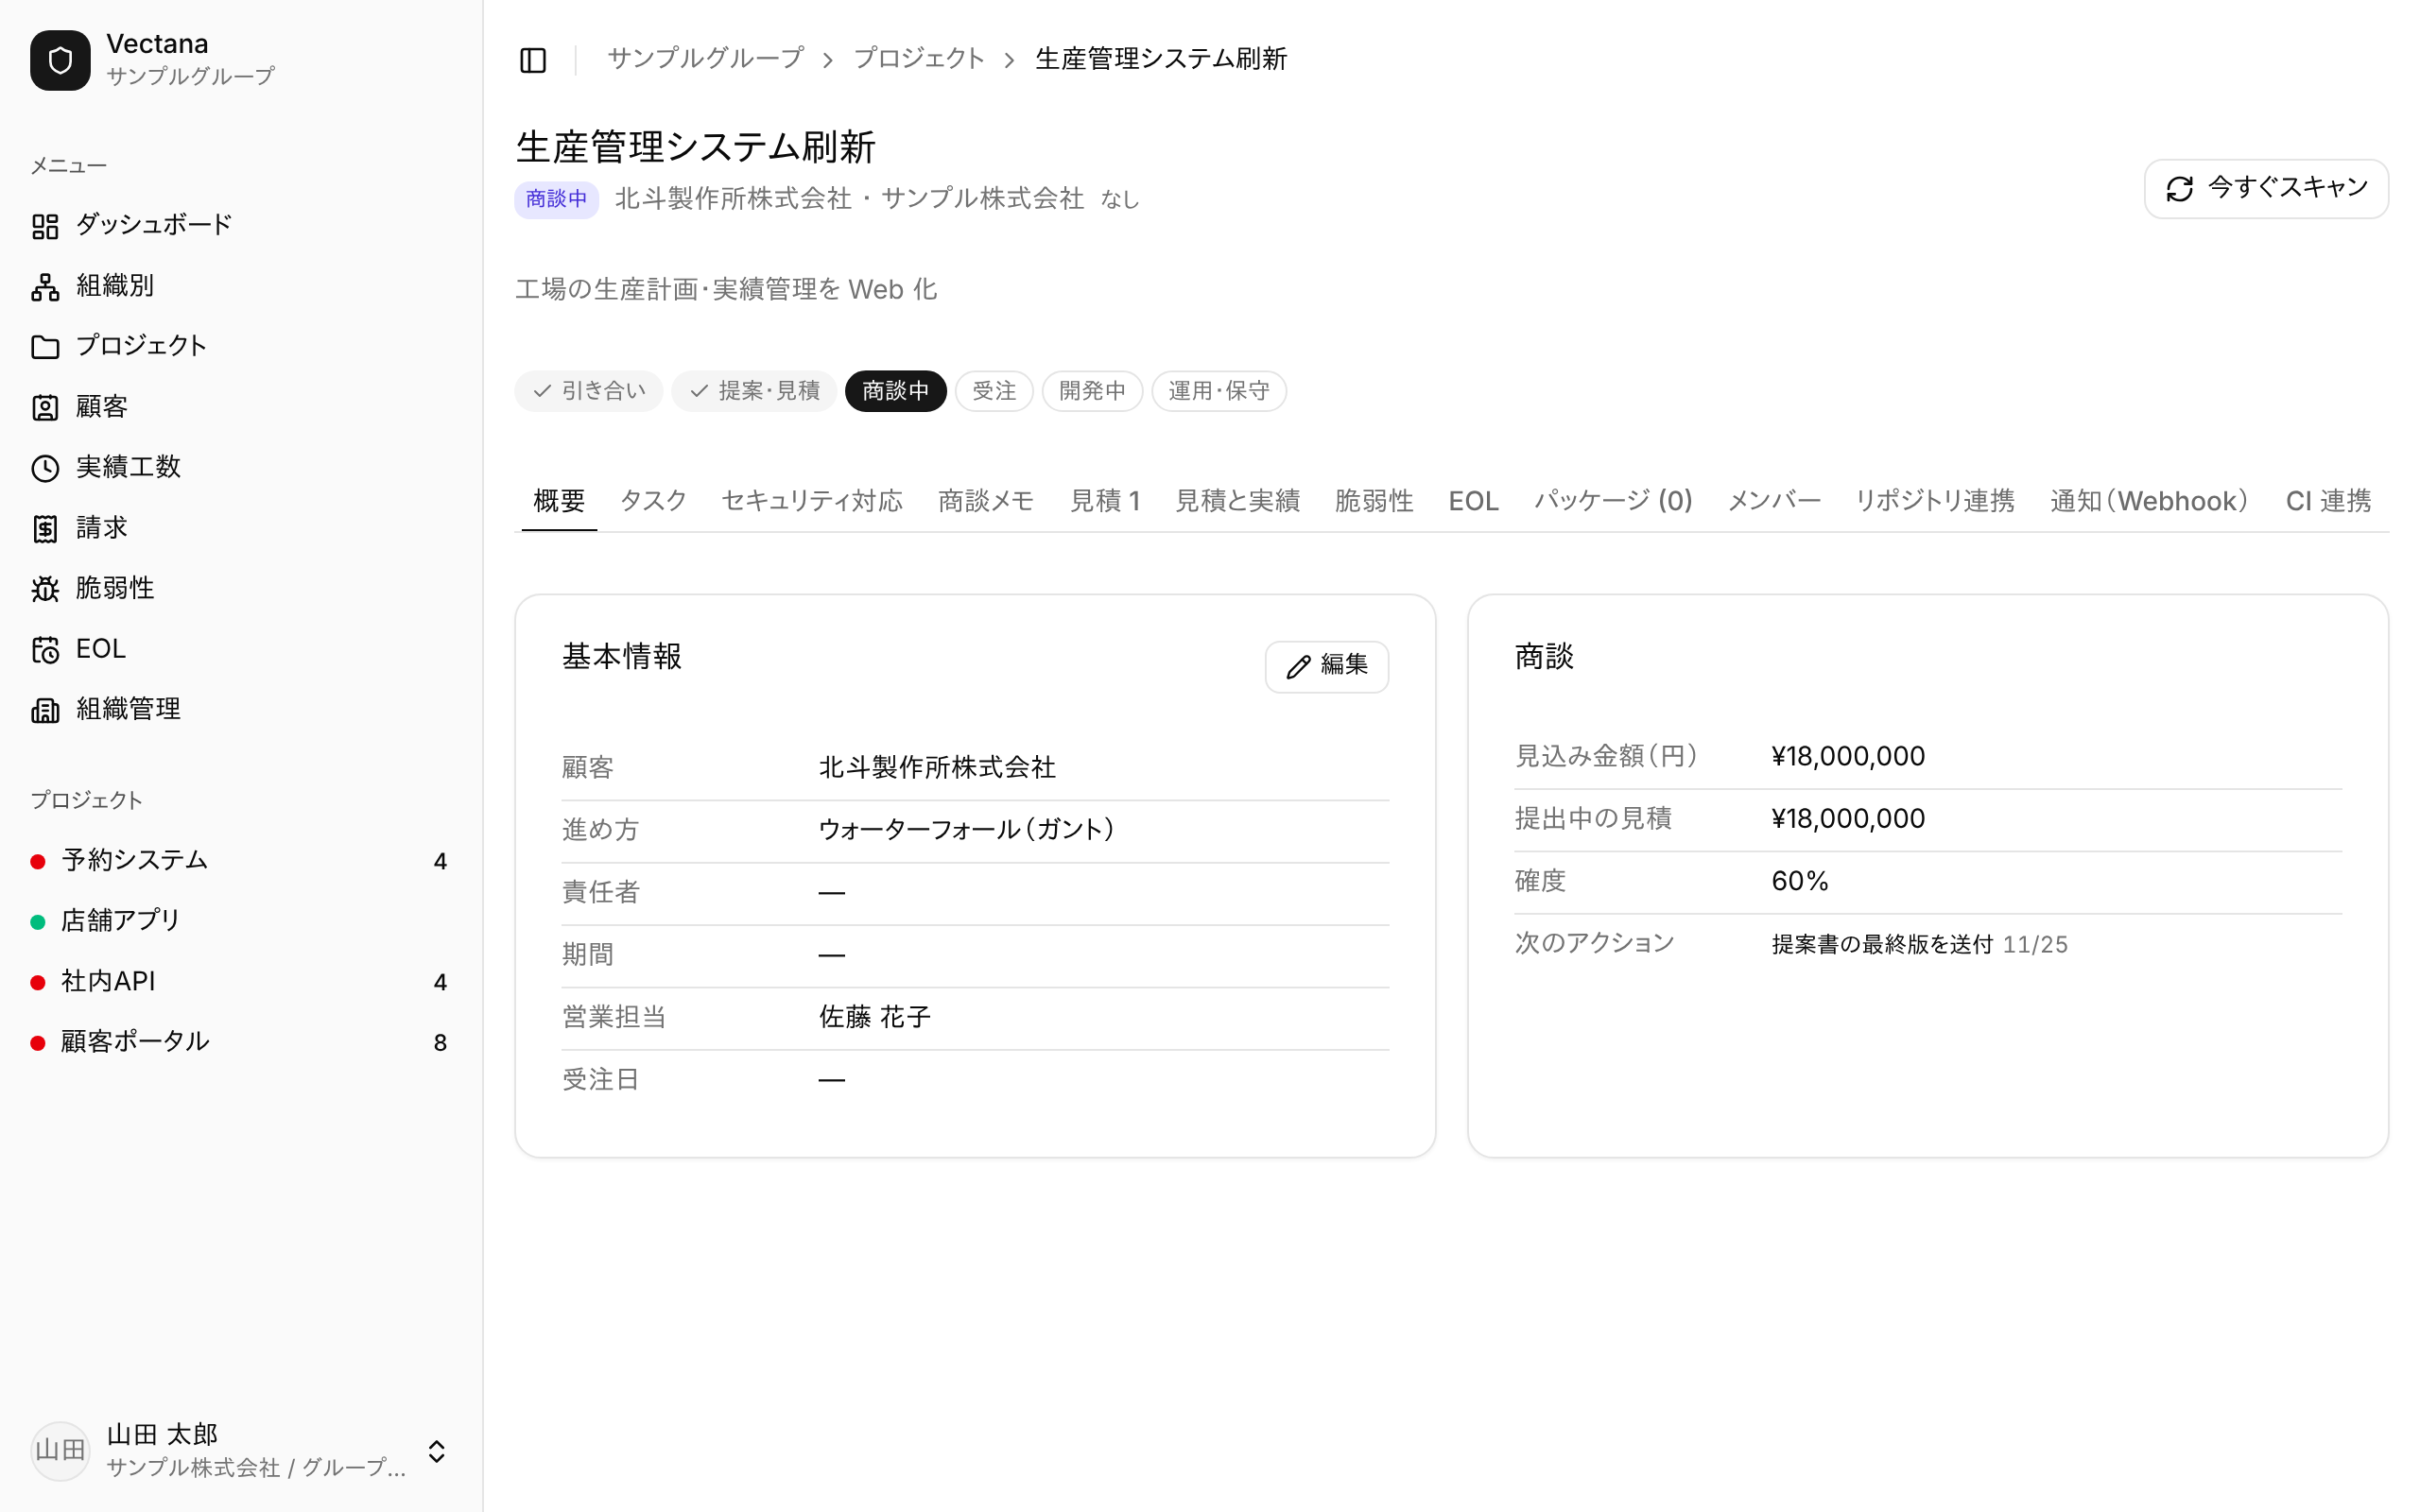 Vectana
サンプルグループ
メニュー
ダッシュボード
組織別
プロジェクト
顧客
実績工数
請求
脆弱性
EOL
組織管理
プロジェクト
予約システム 4
店舗アプリ
社内API 4
顧客ポータル 8
山田
山田 太郎
サンプル株式会社 / グループ...
サンプルグループ > プロジェクト > 生産管理システム刷新
生産管理システム刷新
商談中 北斗製作所株式会社・サンプル株式会社 なし
今すぐスキャン
工場の生産計画・実績管理を Web 化
引き合い 提案・見積 商談中 受注 開発中 運用・保守
概要 タスク セキュリティ対応 商談メモ 見積 1 見積と実績 脆弱性 EOL パッケージ (0) メンバー リポジトリ連携 通知（Webhook） CI 連携
基本情報
編集
顧客 北斗製作所株式会社
進め方 ウォーターフォール（ガント）
責任者 —
期間 —
営業担当 佐藤 花子
受注日 —
商談
見込み金額（円） ¥18,000,000
提出中の見積 ¥18,000,000
確度 60%
次のアクション 提案書の最終版を送付 11/25